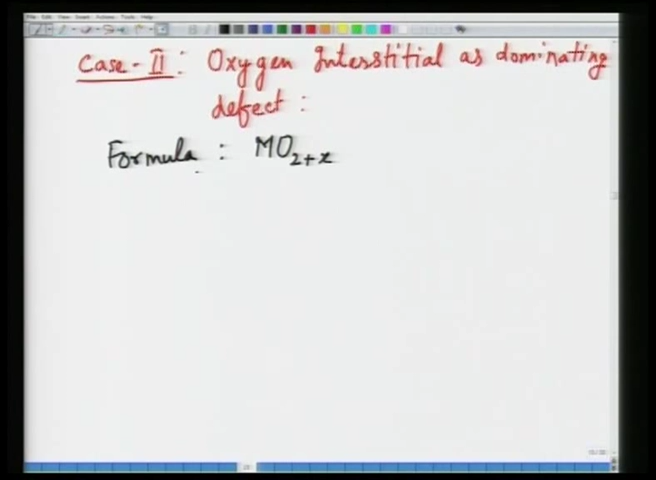 Case - II : Oxygen Interstitial as dominating
defect :
Formula : MO2+x